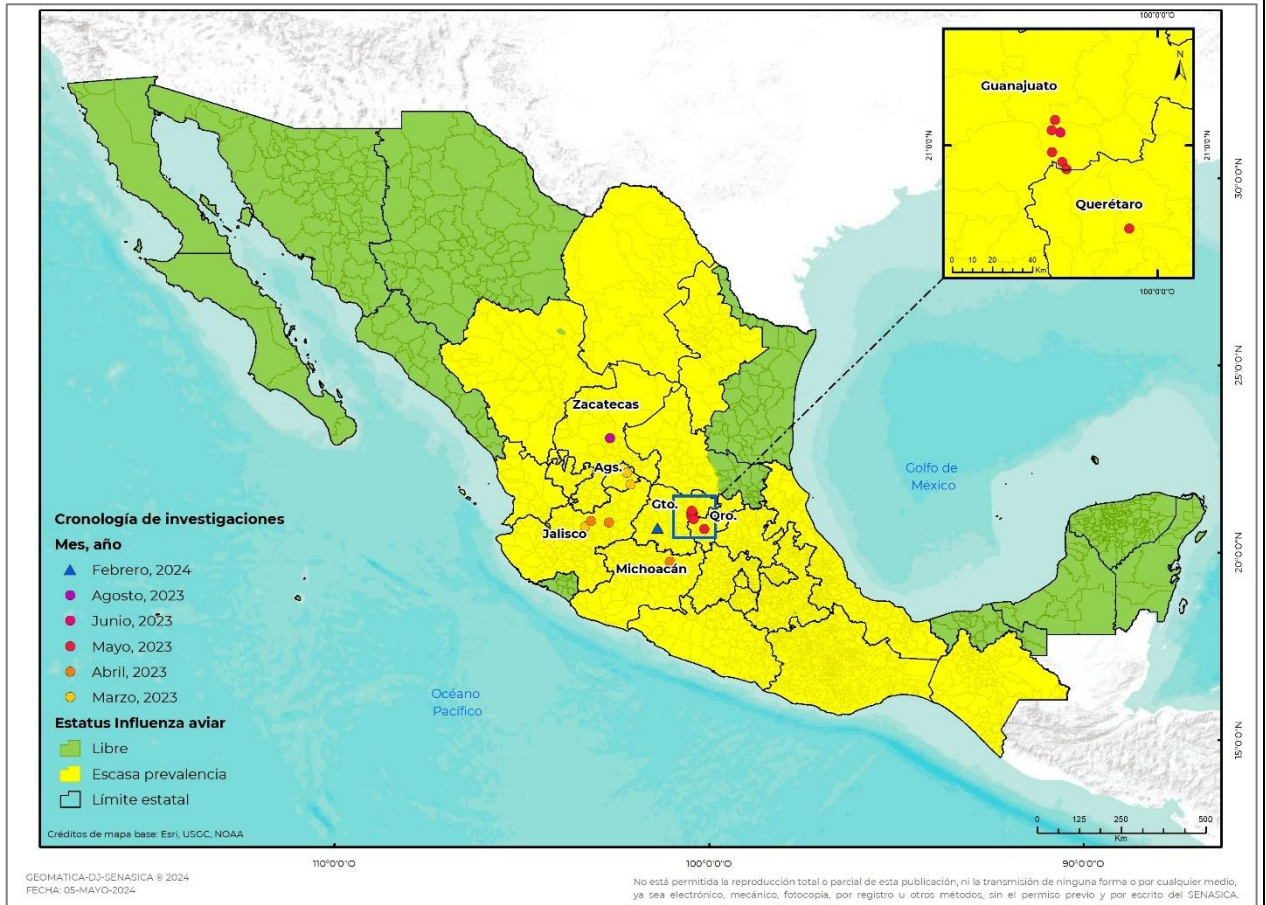 100°0'0"O
N
Guanajuato
21°0'0"N
21°0'0"N
Querétaro
0 10 20 40
Km
100°0'0"O
30°0'0"N
25°0'0"N
20°0'0"N
15°0'0"N
Zacatecas
Ags.
Gto.
Qro.
Jalisco
Michoacán
Golfo de
México
Océano
Pacífico
Cronología de investigaciones
Mes, año
Febrero, 2024
Agosto, 2023
Junio, 2023
Mayo, 2023
Abril, 2023
Marzo, 2023
Estatus Influenza aviar
Libre
Escasa prevalencia
Límite estatal
Créditos de mapa base: Esri, USGC, NOAA
0 125 250 500
Km
110°0'0"O
100°0'0"O
90°0'0"O
GEOMATICA-DJ-SENASICA ® 2024
FECHA: 05-MAYO-2024
No está permitida la reproducción total o parcial de esta publicación, ni la transmisión de ninguna forma o por cualquier medio,
ya sea electrónico, mecánico, fotocopia, por registro u otros métodos, sin el permiso previo y por escrito del SENASICA.